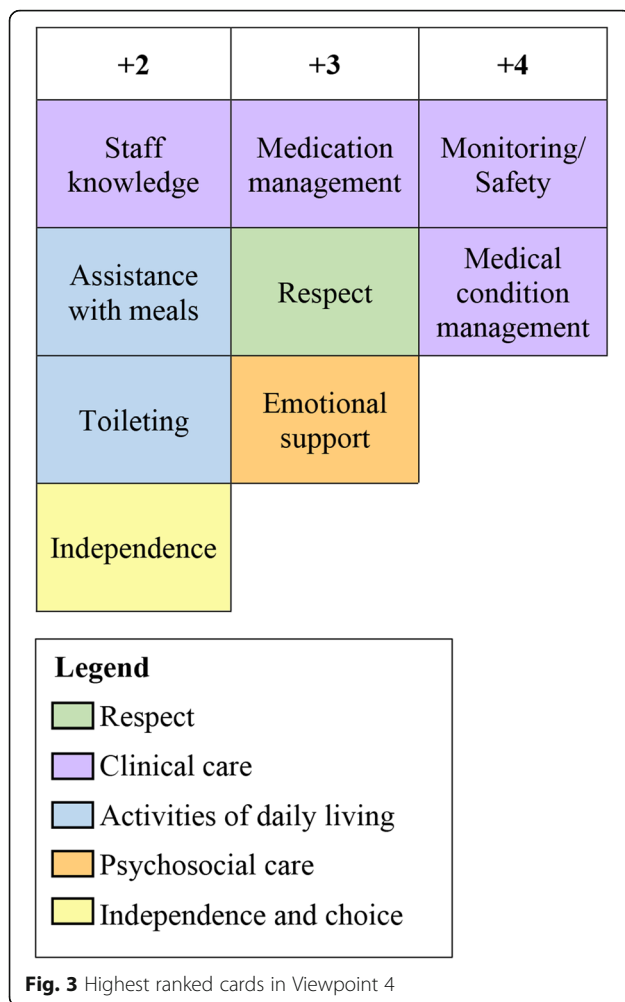 +2 +3 +4
Staff
knowledge
Medication
management
Monitoring/
Safety
Assistance
with meals
Respect
Medical
condition
management
Toileting
Emotional
support
Independence
Legend
Respect
Clinical care
Activities of daily living
Psychosocial care
Independence and choice
Fig. 3 Highest ranked cards in Viewpoint 4